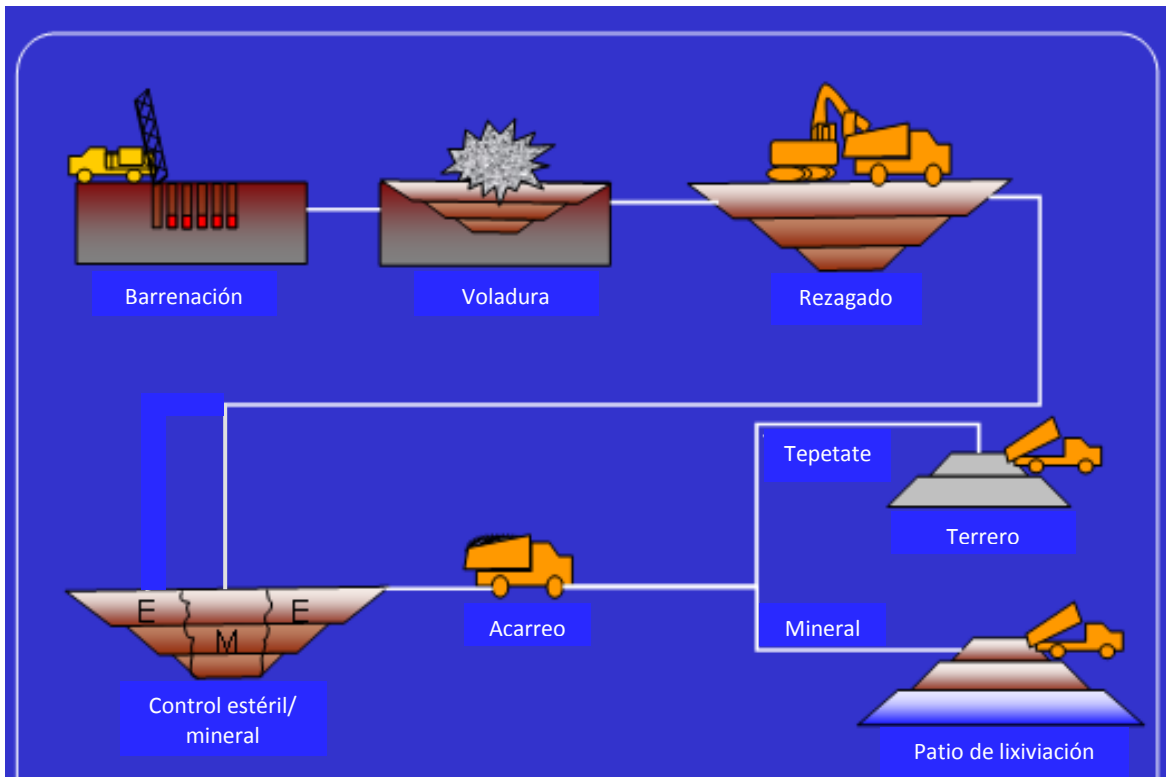 Barrenación
Voladura
Rezagado
Tepetate
Terrero
E
E
M
Acarreo
Mineral
Control estéril/
mineral
Patio de lixiviación